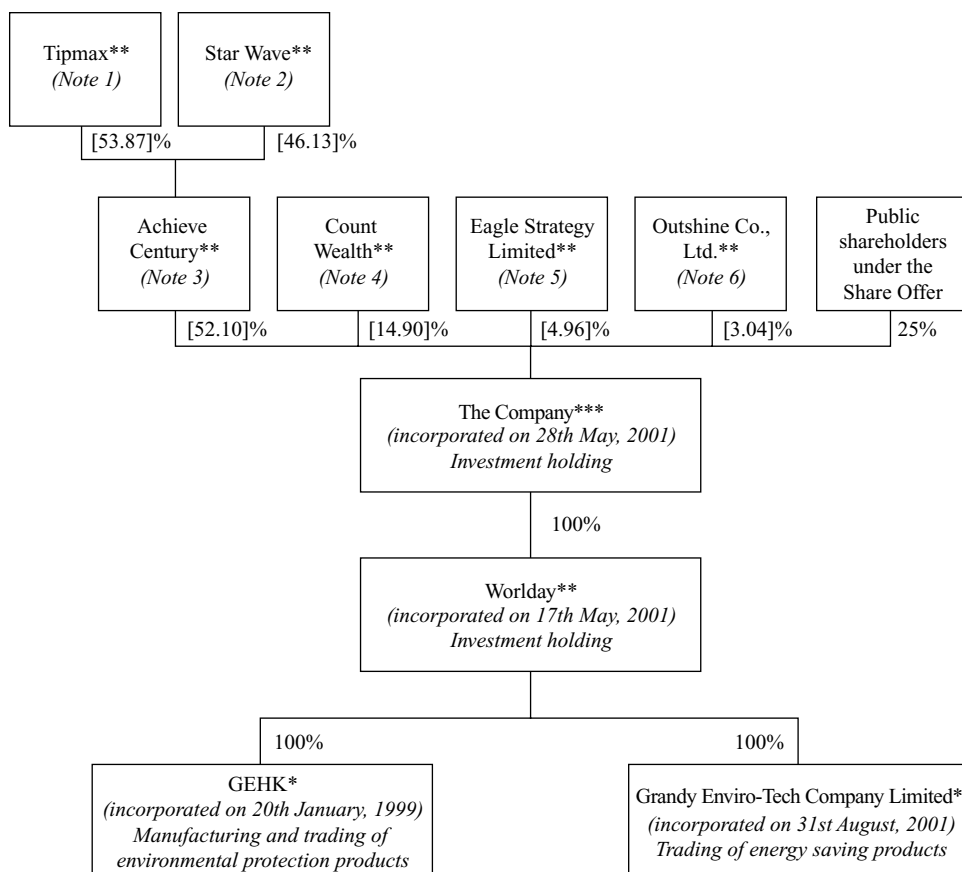 Tipmax**
(Note 1)
Star Wave**
(Note 2)
[53.87]%
[46.13]%
Achieve
Century**
(Note 3)
Count
Wealth**
(Note 4)
Eagle Strategy
Limited**
(Note 5)
Outshine Co.,
Ltd.**
(Note 6)
Public
shareholders
under the
Share Offer
[52.10]%
[14.90]%
[4.96]%
[3.04]%
25%
The Company***
(incorporated on 28th May, 2001)
Investment holding
100%
Worlday**
(incorporated on 17th May, 2001)
Investment holding
100%
100%
GEHK*
(incorporated on 20th January, 1999)
Manufacturing and trading of
environmental protection products
Grandy Enviro-Tech Company Limited*
(incorporated on 31st August, 2001)
Trading of energy saving products